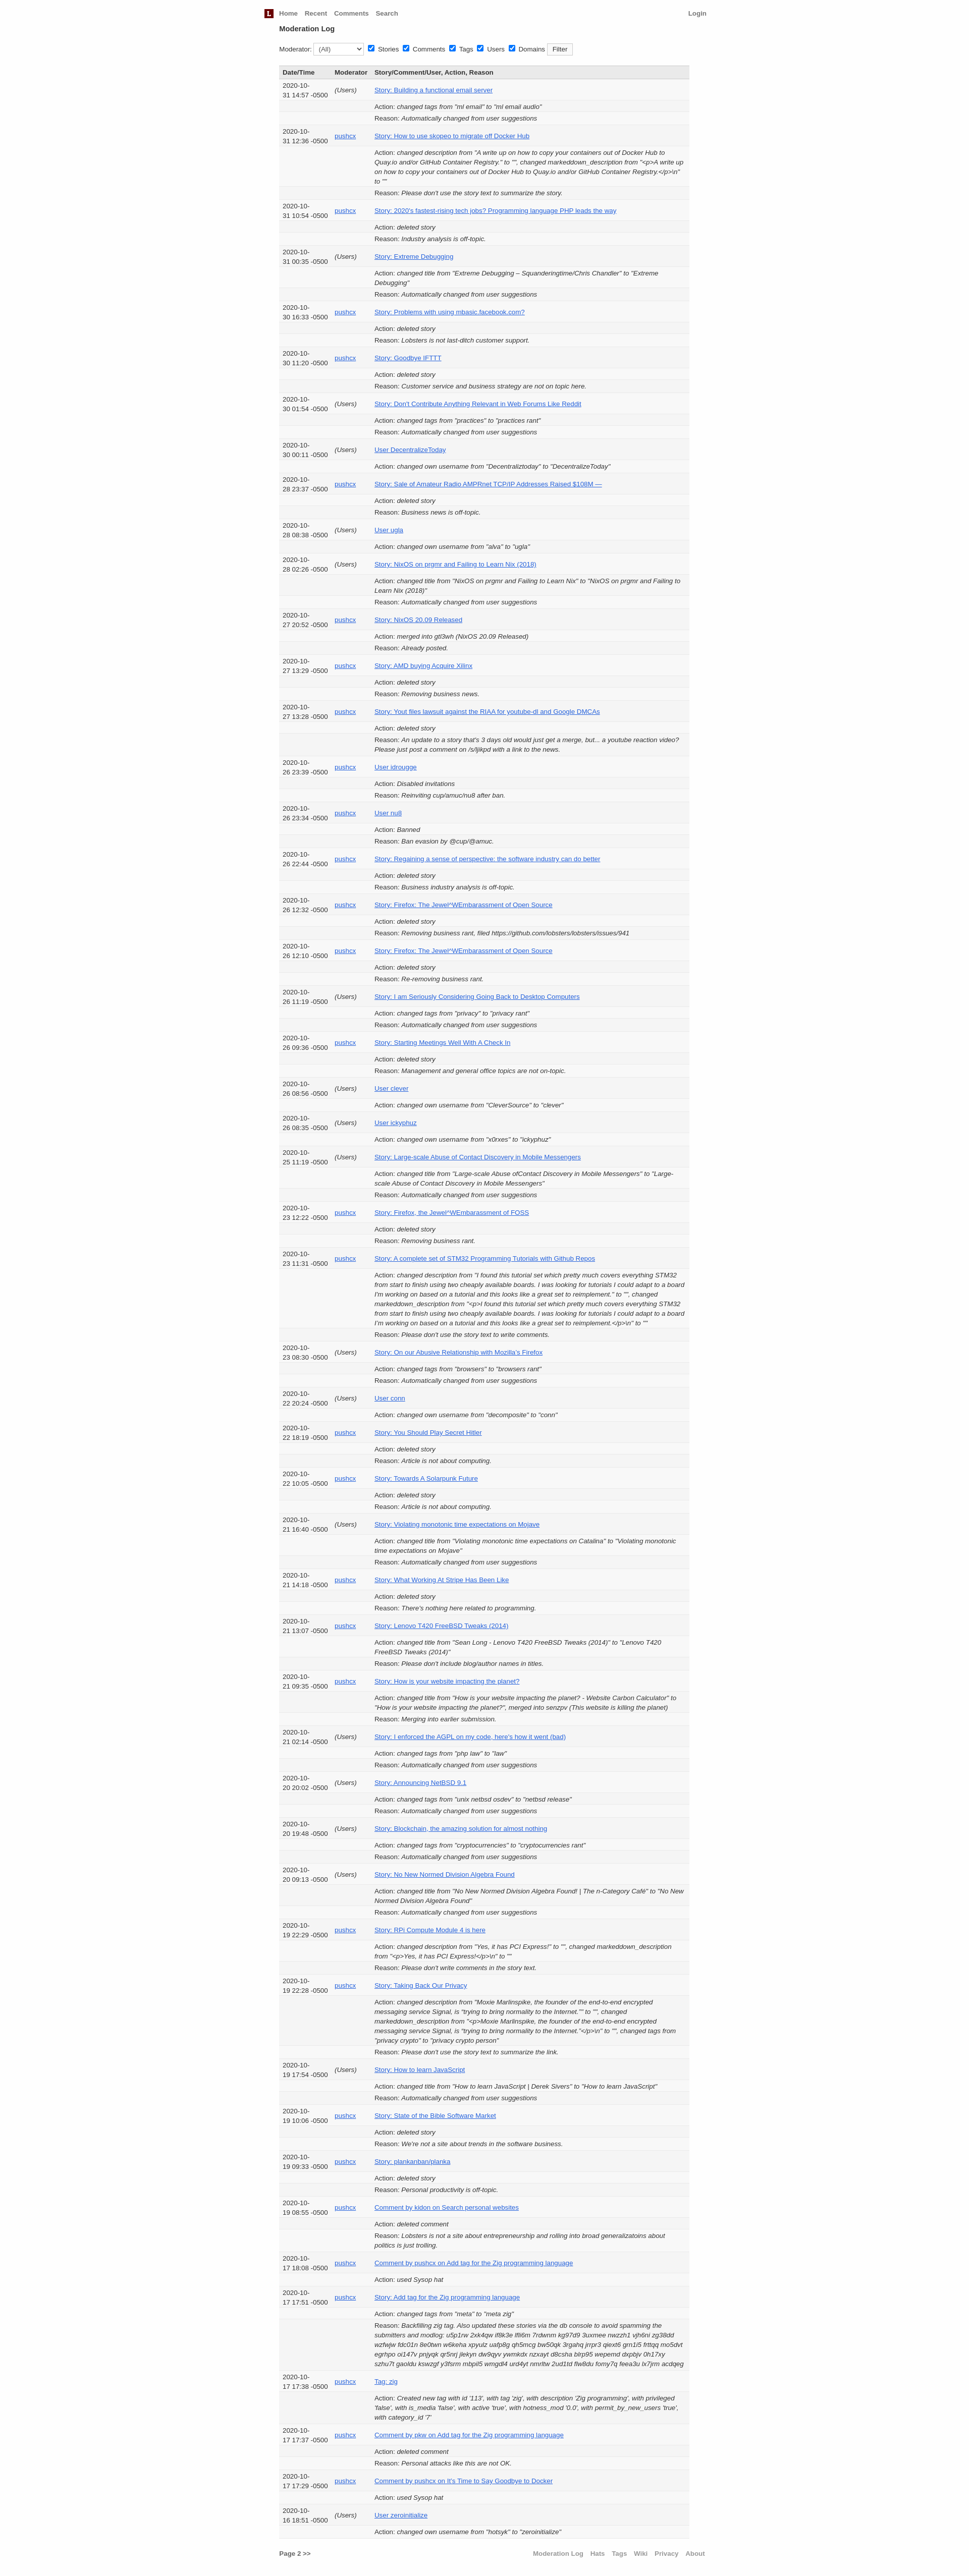 L Home Recent Comments Search Login
Moderation Log
Moderator: (All) Stories Comments Tags Users Domains Filter
Date/Time Moderator Story/Comment/User, Action, Reason
2020-10-
31 14:57 -0500 (Users) Story: Building a functional email server
Action: changed tags from "ml email" to "ml email audio"
Reason: Automatically changed from user suggestions
2020-10-
31 12:36 -0500 pushcx Story: How to use skopeo to migrate off Docker Hub
Action: changed description from "A write up on how to copy your containers out of Docker Hub to
Quay.io and/or GitHub Container Registry." to "", changed markeddown_description from "<p>A write up
on how to copy your containers out of Docker Hub to Quay.io and/or GitHub Container Registry.</p>\n"
to ""
Reason: Please don't use the story text to summarize the story.
2020-10-
31 10:54 -0500 pushcx Story: 2020's fastest-rising tech jobs? Programming language PHP leads the way
Action: deleted story
Reason: Industry analysis is off-topic.
2020-10-
31 00:35 -0500 (Users) Story: Extreme Debugging
Action: changed title from "Extreme Debugging – Squanderingtime/Chris Chandler" to "Extreme
Debugging"
Reason: Automatically changed from user suggestions
2020-10-
30 16:33 -0500 pushcx Story: Problems with using mbasic.facebook.com?
Action: deleted story
Reason: Lobsters is not last-ditch customer support.
2020-10-
30 11:20 -0500 pushcx Story: Goodbye IFTTT
Action: deleted story
Reason: Customer service and business strategy are not on topic here.
2020-10-
30 01:54 -0500 (Users) Story: Don't Contribute Anything Relevant in Web Forums Like Reddit
Action: changed tags from "practices" to "practices rant"
Reason: Automatically changed from user suggestions
2020-10-
30 00:11 -0500 (Users) User DecentralizeToday
Action: changed own username from "Decentraliztoday" to "DecentralizeToday"
2020-10-
28 23:37 -0500 pushcx Story: Sale of Amateur Radio AMPRnet TCP/IP Addresses Raised $108M —
Action: deleted story
Reason: Business news is off-topic.
2020-10-
28 08:38 -0500 (Users) User ugla
Action: changed own username from "alva" to "ugla"
2020-10-
28 02:26 -0500 (Users) Story: NixOS on prgmr and Failing to Learn Nix (2018)
Action: changed title from "NixOS on prgmr and Failing to Learn Nix" to "NixOS on prgmr and Failing to
Learn Nix (2018)"
Reason: Automatically changed from user suggestions
2020-10-
27 20:52 -0500 pushcx Story: NixOS 20.09 Released
Action: merged into gtl3wh (NixOS 20.09 Released)
Reason: Already posted.
2020-10-
27 13:29 -0500 pushcx Story: AMD buying Acquire Xilinx
Action: deleted story
Reason: Removing business news.
2020-10-
27 13:28 -0500 pushcx Story: Yout files lawsuit against the RIAA for youtube-dl and Google DMCAs
Action: deleted story
Reason: An update to a story that's 3 days old would just get a merge, but... a youtube reaction video?
Please just post a comment on /s/ljikpd with a link to the news.
2020-10-
26 23:39 -0500 pushcx User idrougge
Action: Disabled invitations
Reason: Reinviting cup/amuc/nu8 after ban.
2020-10-
26 23:34 -0500 pushcx User nu8
Action: Banned
Reason: Ban evasion by @cup/@amuc.
2020-10-
26 22:44 -0500 pushcx Story: Regaining a sense of perspective: the software industry can do better
Action: deleted story
Reason: Business industry analysis is off-topic.
2020-10-
26 12:32 -0500 pushcx Story: Firefox: The Jewel^WEmbarassment of Open Source
Action: deleted story
Reason: Removing business rant, filed https://github.com/lobsters/lobsters/issues/941
2020-10-
26 12:10 -0500 pushcx Story: Firefox: The Jewel^WEmbarassment of Open Source
Action: deleted story
Reason: Re-removing business rant.
2020-10-
26 11:19 -0500 (Users) Story: I am Seriously Considering Going Back to Desktop Computers
Action: changed tags from "privacy" to "privacy rant"
Reason: Automatically changed from user suggestions
2020-10-
26 09:36 -0500 pushcx Story: Starting Meetings Well With A Check In
Action: deleted story
Reason: Management and general office topics are not on-topic.
2020-10-
26 08:56 -0500 (Users) User clever
Action: changed own username from "CleverSource" to "clever"
2020-10-
26 08:35 -0500 (Users) User ickyphuz
Action: changed own username from "x0rxes" to "ickyphuz"
2020-10-
25 11:19 -0500 (Users) Story: Large-scale Abuse of Contact Discovery in Mobile Messengers
Action: changed title from "Large-scale Abuse ofContact Discovery in Mobile Messengers" to "Large-
scale Abuse of Contact Discovery in Mobile Messengers"
Reason: Automatically changed from user suggestions
2020-10-
23 12:22 -0500 pushcx Story: Firefox, the Jewel^WEmbarassment of FOSS
Action: deleted story
Reason: Removing business rant.
2020-10-
23 11:31 -0500 pushcx Story: A complete set of STM32 Programming Tutorials with Github Repos
Action: changed description from "I found this tutorial set which pretty much covers everything STM32
from start to finish using two cheaply available boards. I was looking for tutorials I could adapt to a board
I'm working on based on a tutorial and this looks like a great set to reimplement." to "", changed
markeddown_description from "<p>I found this tutorial set which pretty much covers everything STM32
from start to finish using two cheaply available boards. I was looking for tutorials I could adapt to a board
I'm working on based on a tutorial and this looks like a great set to reimplement.</p>\n" to ""
Reason: Please don't use the story text to write comments.
2020-10-
23 08:30 -0500 (Users) Story: On our Abusive Relationship with Mozilla's Firefox
Action: changed tags from "browsers" to "browsers rant"
Reason: Automatically changed from user suggestions
2020-10-
22 20:24 -0500 (Users) User conn
Action: changed own username from "decomposite" to "conn"
2020-10-
22 18:19 -0500 pushcx Story: You Should Play Secret Hitler
Action: deleted story
Reason: Article is not about computing.
2020-10-
22 10:05 -0500 pushcx Story: Towards A Solarpunk Future
Action: deleted story
Reason: Article is not about computing.
2020-10-
21 16:40 -0500 (Users) Story: Violating monotonic time expectations on Mojave
Action: changed title from "Violating monotonic time expectations on Catalina" to "Violating monotonic
time expectations on Mojave"
Reason: Automatically changed from user suggestions
2020-10-
21 14:18 -0500 pushcx Story: What Working At Stripe Has Been Like
Action: deleted story
Reason: There's nothing here related to programming.
2020-10-
21 13:07 -0500 pushcx Story: Lenovo T420 FreeBSD Tweaks (2014)
Action: changed title from "Sean Long - Lenovo T420 FreeBSD Tweaks (2014)" to "Lenovo T420
FreeBSD Tweaks (2014)"
Reason: Please don't include blog/author names in titles.
2020-10-
21 09:35 -0500 pushcx Story: How is your website impacting the planet?
Action: changed title from "How is your website impacting the planet? - Website Carbon Calculator" to
"How is your website impacting the planet?", merged into senzpv (This website is killing the planet)
Reason: Merging into earlier submission.
2020-10-
21 02:14 -0500 (Users) Story: I enforced the AGPL on my code, here's how it went (bad)
Action: changed tags from "php law" to "law"
Reason: Automatically changed from user suggestions
2020-10-
20 20:02 -0500 (Users) Story: Announcing NetBSD 9.1
Action: changed tags from "unix netbsd osdev" to "netbsd release"
Reason: Automatically changed from user suggestions
2020-10-
20 19:48 -0500 (Users) Story: Blockchain, the amazing solution for almost nothing
Action: changed tags from "cryptocurrencies" to "cryptocurrencies rant"
Reason: Automatically changed from user suggestions
2020-10-
20 09:13 -0500 (Users) Story: No New Normed Division Algebra Found
Action: changed title from "No New Normed Division Algebra Found! | The n-Category Café" to "No New
Normed Division Algebra Found"
Reason: Automatically changed from user suggestions
2020-10-
19 22:29 -0500 pushcx Story: RPi Compute Module 4 is here
Action: changed description from "Yes, it has PCI Express!" to "", changed markeddown_description
from "<p>Yes, it has PCI Express!</p>\n" to ""
Reason: Please don't write comments in the story text.
2020-10-
19 22:28 -0500 pushcx Story: Taking Back Our Privacy
Action: changed description from "Moxie Marlinspike, the founder of the end-to-end encrypted
messaging service Signal, is “trying to bring normality to the Internet.”" to "", changed
markeddown_description from "<p>Moxie Marlinspike, the founder of the end-to-end encrypted
messaging service Signal, is “trying to bring normality to the Internet.”</p>\n" to "", changed tags from
"privacy crypto" to "privacy crypto person"
Reason: Please don't use the story text to summarize the link.
2020-10-
19 17:54 -0500 (Users) Story: How to learn JavaScript
Action: changed title from "How to learn JavaScript | Derek Sivers" to "How to learn JavaScript"
Reason: Automatically changed from user suggestions
2020-10-
19 10:06 -0500 pushcx Story: State of the Bible Software Market
Action: deleted story
Reason: We're not a site about trends in the software business.
2020-10-
19 09:33 -0500 pushcx Story: plankanban/planka
Action: deleted story
Reason: Personal productivity is off-topic.
2020-10-
19 08:55 -0500 pushcx Comment by kidon on Search personal websites
Action: deleted comment
Reason: Lobsters is not a site about entrepreneurship and rolling into broad generalizatoins about
politics is just trolling.
2020-10-
17 18:08 -0500 pushcx Comment by pushcx on Add tag for the Zig programming language
Action: used Sysop hat
2020-10-
17 17:51 -0500 pushcx Story: Add tag for the Zig programming language
Action: changed tags from "meta" to "meta zig"
Reason: Backfilling zig tag. Also updated these stories via the db console to avoid spamming the
submitters and modlog: u5p1rw 2xk4qw if8k3e lfli6m 7rdwnm kg97d9 3uxmee nwzzh1 vjh6ni zg38dd
wzfwjw fdc01n 8e0twn w6keha xpyulz uafp8g qh5mcg bw50qk 3rgahq jrrpr3 qiext6 grn1i5 frttqq mo5dvt
egrhpo oi147v pnjyqk qr5nrj jlekyn dw9qyv ywmkdx rzxayt d8csha blrp95 wepemd dxpbjv 0h17xy
szhu7t gaoldu kswzgf y3fsrm mbpil5 wmgdl4 urd4yt nmrltw 2ud1td flw8du fomy7q feea3u lx7jrm acdqeg
2020-10-
17 17:38 -0500 pushcx Tag: zig
Action: Created new tag with id '113', with tag 'zig', with description 'Zig programming', with privileged
'false', with is_media 'false', with active 'true', with hotness_mod '0.0', with permit_by_new_users 'true',
with category_id '7'
2020-10-
17 17:37 -0500 pushcx Comment by pkw on Add tag for the Zig programming language
Action: deleted comment
Reason: Personal attacks like this are not OK.
2020-10-
17 17:29 -0500 pushcx Comment by pushcx on It's Time to Say Goodbye to Docker
Action: used Sysop hat
2020-10-
16 18:51 -0500 (Users) User zeroinitialize
Action: changed own username from "hotsyk" to "zeroinitialize"
Page 2 >> Moderation Log Hats Tags Wiki Privacy About